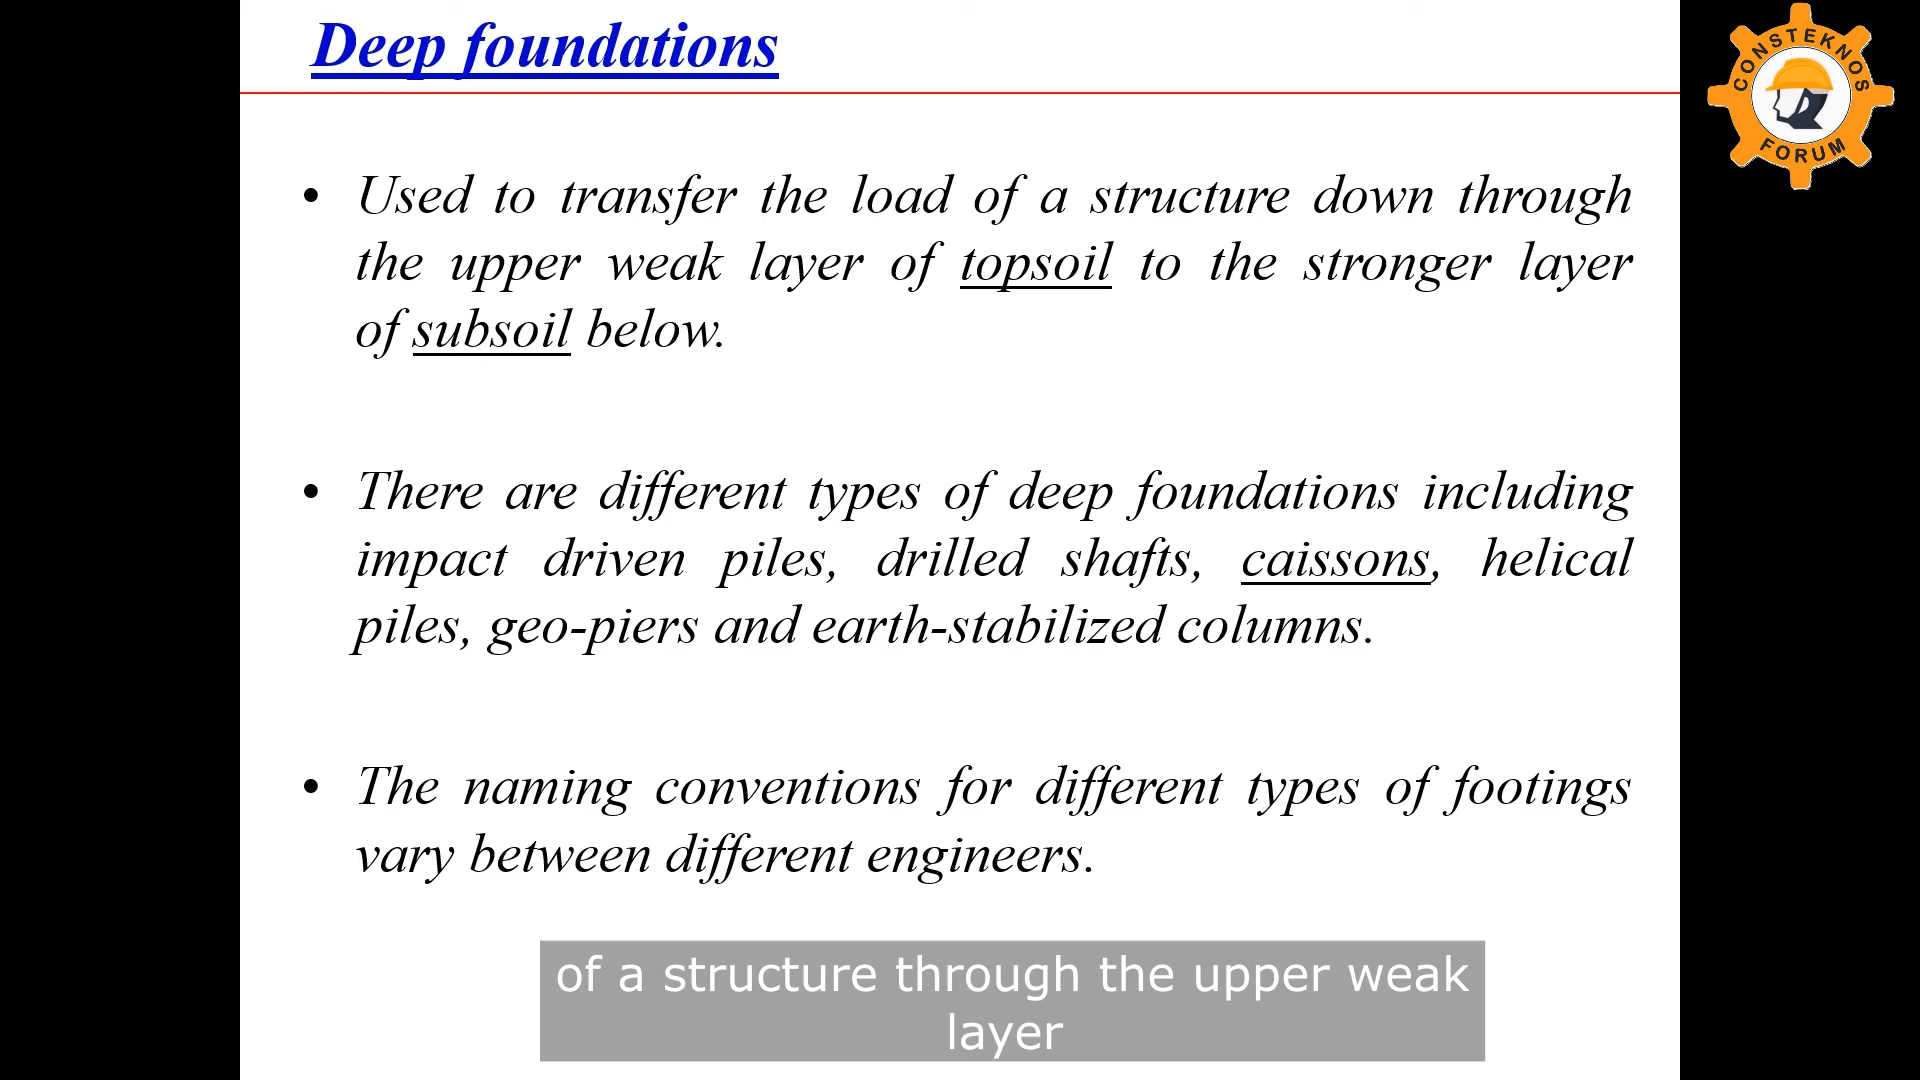 Deep foundations
CONSTEKNOS
FORUM
• Used to transfer the load of a structure down through
the upper weak layer of topsoil to the stronger layer
of subsoil below.
• There are different types of deep foundations including
impact driven piles, drilled shafts, caissons, helical
piles, geo-piers and earth-stabilized columns.
• The naming conventions for different types of footings
vary between different engineers.
of a structure through the upper weak
layer